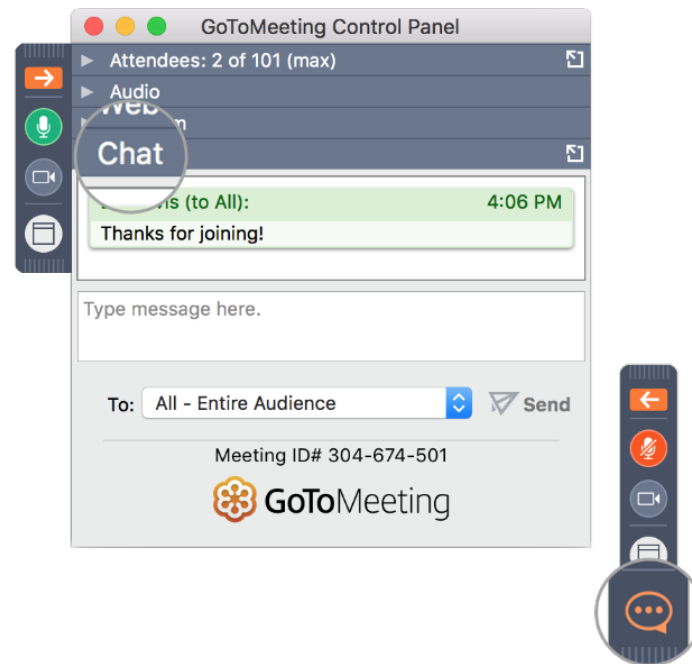 GoToMeeting Control Panel
Attendees: 2 of 101 (max)
Audio
Chat
(to All): 4:06 PM
Thanks for joining!
Type message here.
To: All - Entire Audience Send
Meeting ID# 304-674-501
GoToMeeting